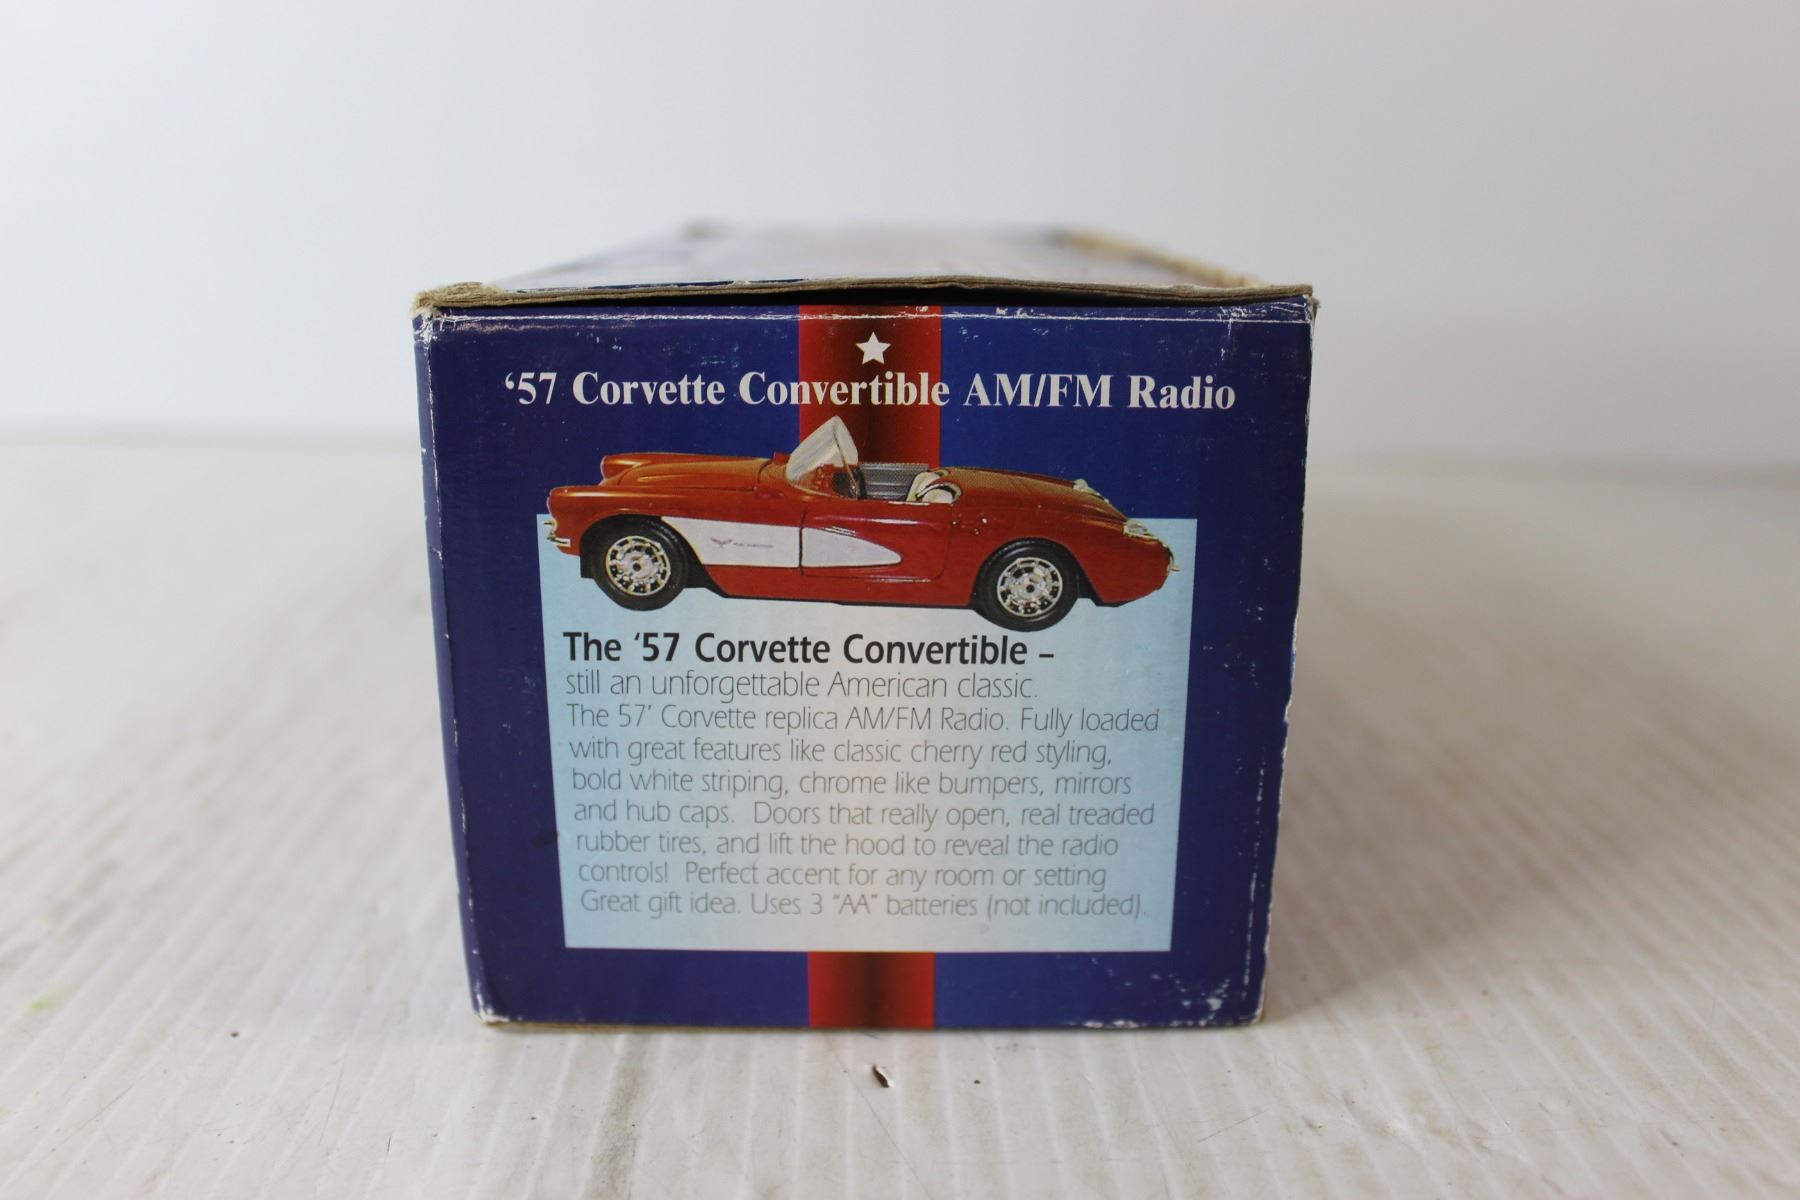 ‘57 Corvette Convertible AM/FM Radio
The ‘57 Corvette Convertible –
still an unforgettable American classic.
The 57’ Corvette replica AM/FM Radio. Fully loaded
with great features like classic cherry red styling,
bold white striping, chrome like bumpers, mirrors
and hub caps. Doors that really open, real treaded
rubber tires, and lift the hood to reveal the radio
controls! Perfect accent for any room or setting
Great gift idea. Uses 3 “AA” batteries (not included).